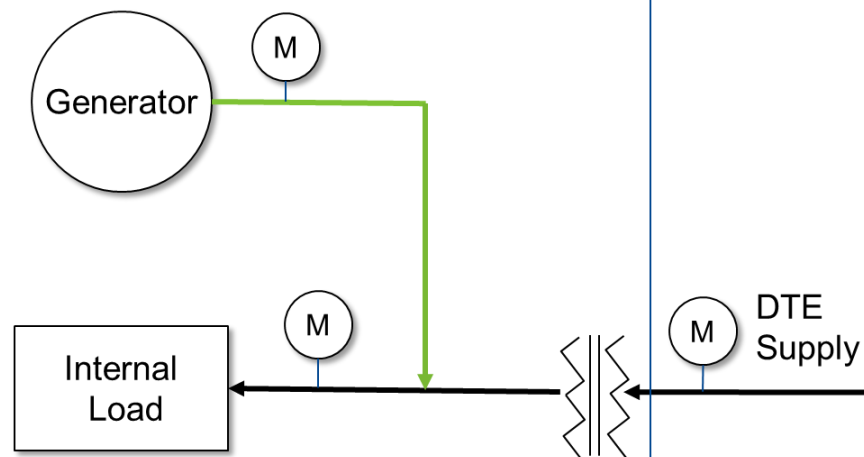 M
Generator
M
M
DTE
Supply
Internal
Load